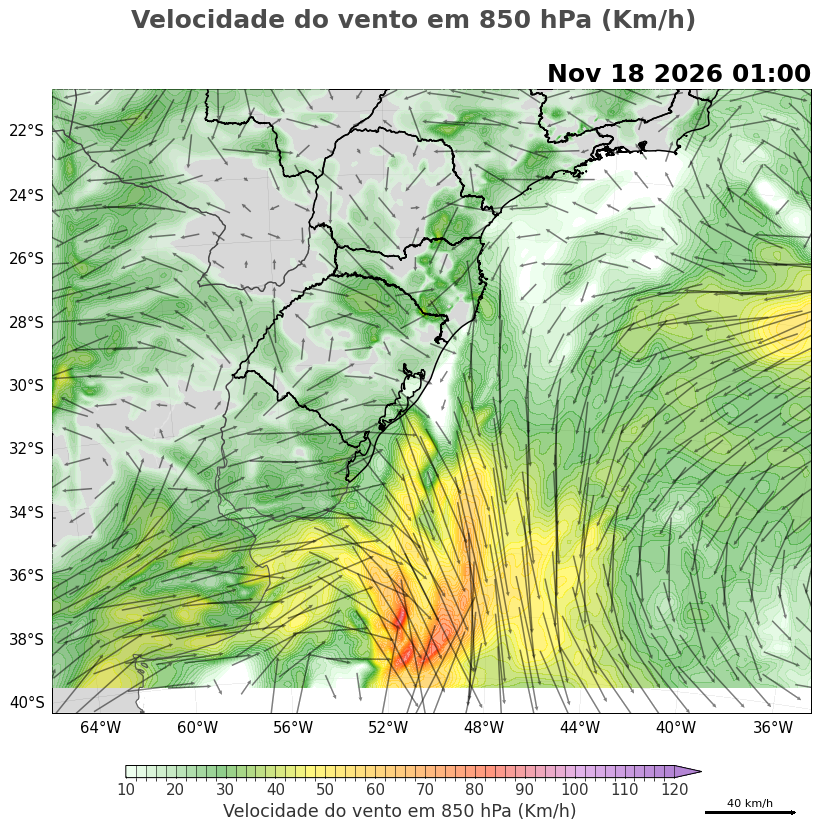 Velocidade do vento em 850 hPa (Km/h)
Nov 18 2026 01:00
22°S
24°S
26°S
28°S
30°S
32°S
34°S
36°S
38°S
40°S
64°W 60°W 56°W 52°W 48°W 44°W 40°W 36°W
10 20 30 40 50 60 70 80 90 100 110 120
Velocidade do vento em 850 hPa (Km/h)
40 km/h